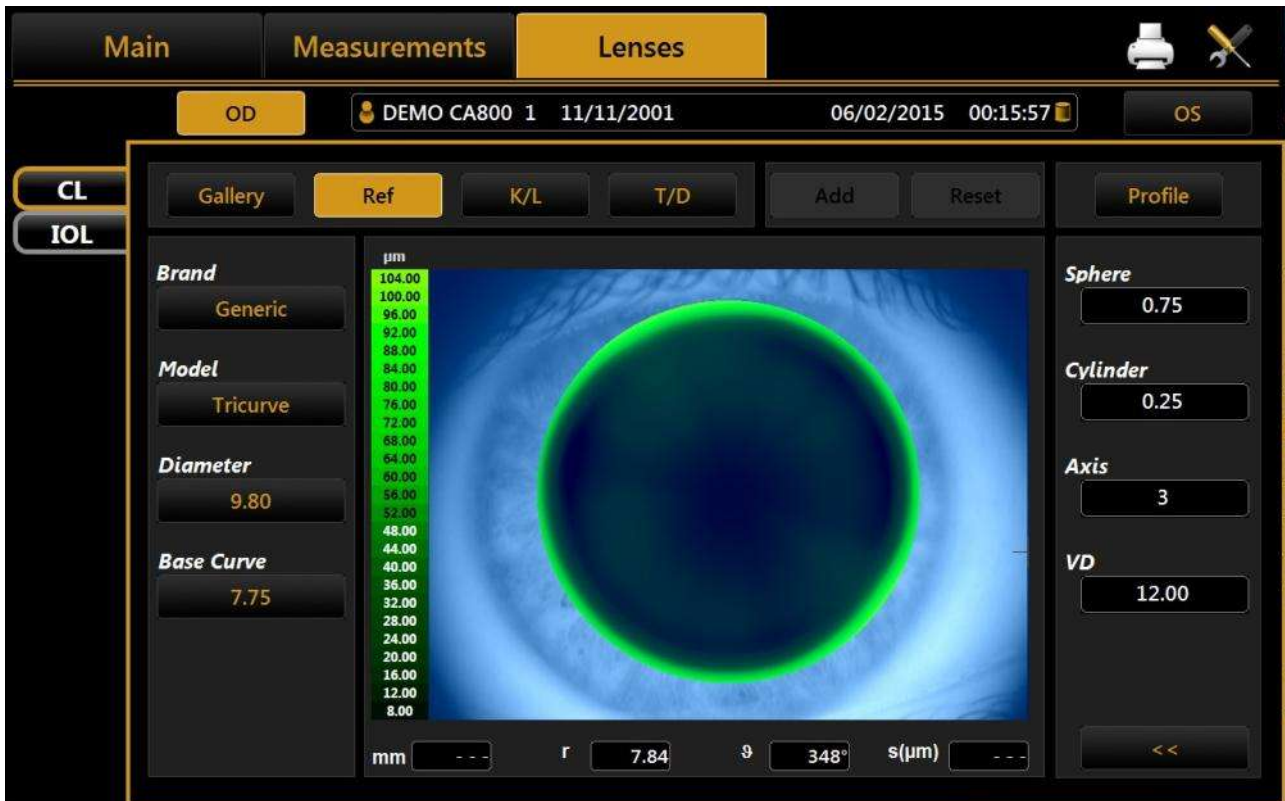 Main Measurements Lenses
OD DEMO CA800 1 11/11/2001 06/02/2015 00:15:57 OS
CL
IOL
Gallery Ref K/L T/D Add Reset Profile
Brand
Generic
Model
Tricurve
Diameter
9.80
Base Curve
7.75
µm
104.00
100.00
96.00
92.00
88.00
84.00
80.00
76.00
72.00
68.00
64.00
60.00
56.00
52.00
48.00
44.00
40.00
36.00
32.00
28.00
24.00
20.00
16.00
12.00
8.00
mm - - - r 7.84 ϑ 348° s(µm) - - -
Sphere
0.75
Cylinder
0.25
Axis
3
VD
12.00
<<